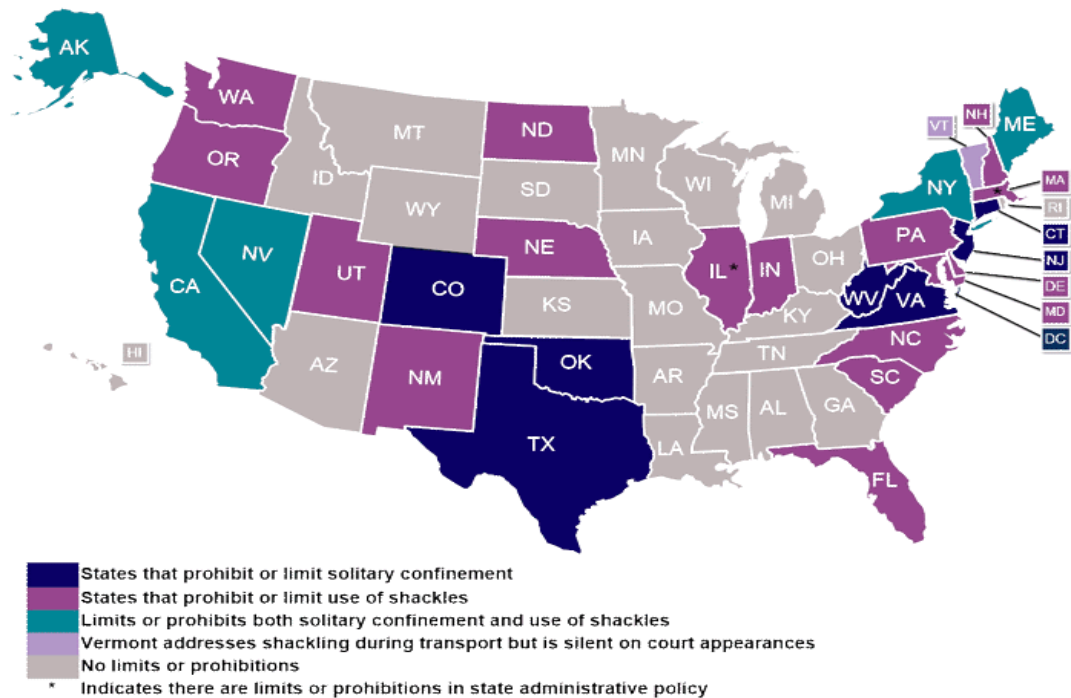 AK
WA
MT
ND
MN
VT
NH
ME
OR
ID
SD
WI
MI
NY
MA
WY
RI
IA
PA
CT
NV
NE
NJ
CA
UT
CO
IL*
IN
OH
DE
KS
MO
WV
VA
MD
KY
DC
HI
AZ
NM
OK
AR
TN
NC
SC
TX
LA
MS
AL
GA
FL
*
States that prohibit or limit solitary confinement
States that prohibit or limit use of shackles
Limits or prohibits both solitary confinement and use of shackles
Vermont addresses shackling during transport but is silent on court appearances
No limits or prohibitions
* Indicates there are limits or prohibitions in state administrative policy